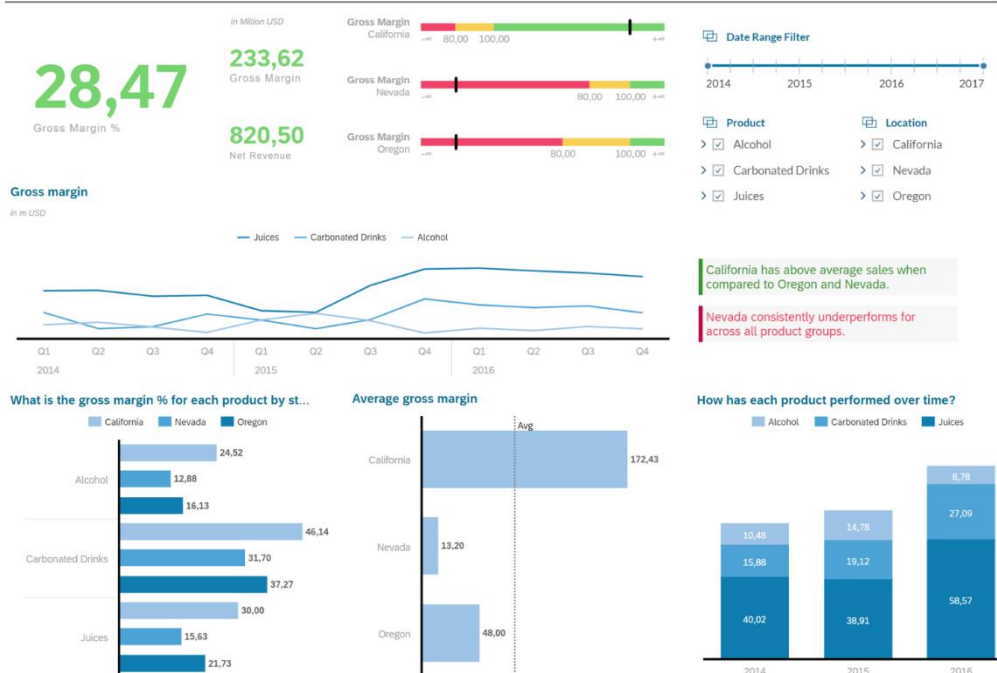 28,47
Gross Margin %
in Million USD
233,62
Gross Margin
820,50
Net Revenue
Gross Margin
California
-∞ 80,00 100,00 +∞
Gross Margin
Nevada
-∞ 80,00 100,00 +∞
Gross Margin
Oregon
-∞ 80,00 100,00 +∞
Date Range Filter
2014 2015 2016 2017
Product
Alcohol
Carbonated Drinks
Juices
Location
California
Nevada
Oregon
Gross margin
in m USD
Juices Carbonated Drinks Alcohol
Q1 Q2 Q3 Q4 Q1 Q2 Q3 Q4 Q1 Q2 Q3 Q4
2014 2015 2016
California has above average sales when
compared to Oregon and Nevada.
Nevada consistently underperforms for
across all product groups.
What is the gross margin % for each product by st...
California Nevada Oregon
Alcohol
24,52
12,88
16,13
Carbonated Drinks
46,14
31,70
37,27
Juices
30,00
15,63
21,73
Average gross margin
Avg
California 172,43
Nevada 13,20
Oregon 48,00
How has each product performed over time?
Alcohol Carbonated Drinks Juices
10,48 14,78 8,78
15,88 19,12 27,09
40,02 38,91 58,57
2014 2015 2016